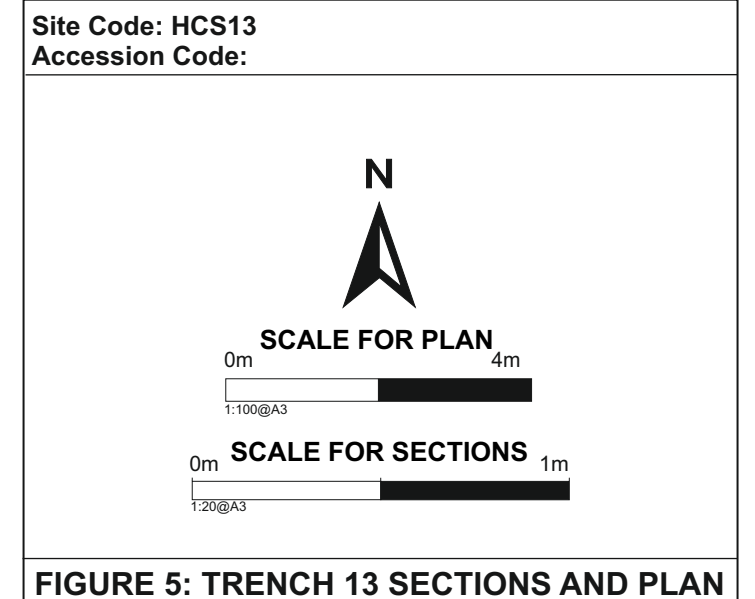 Site Code: HCS13
Accession Code:
N
SCALE FOR PLAN
0m 4m
1:100@A3
SCALE FOR SECTIONS
0m 1m
1:20@A3
FIGURE 5: TRENCH 13 SECTIONS AND PLAN